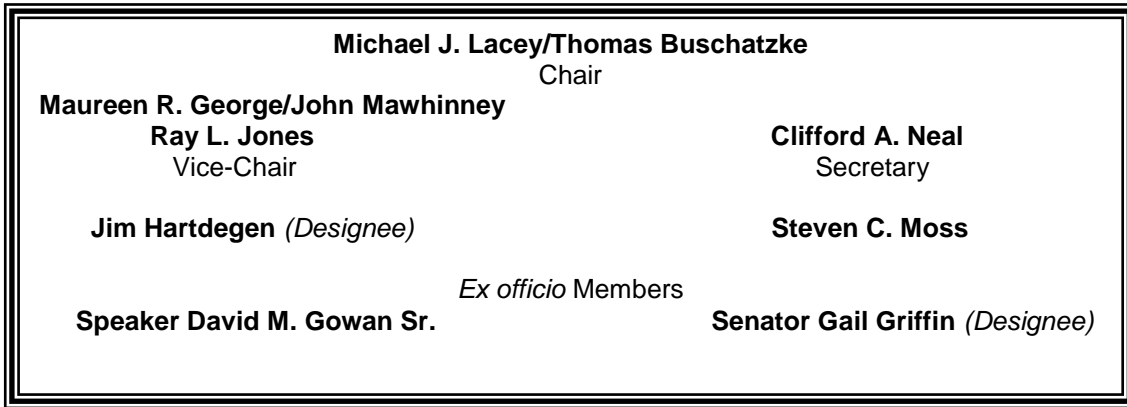 Michael J. Lacey/Thomas Buschatzke
Chair
Maureen R. George/John Mawhinney
Ray L. Jones Clifford A. Neal
Vice-Chair Secretary
Jim Hartdegen (Designee) Steven C. Moss
Ex officio Members
Speaker David M. Gowan Sr. Senator Gail Griffin (Designee)